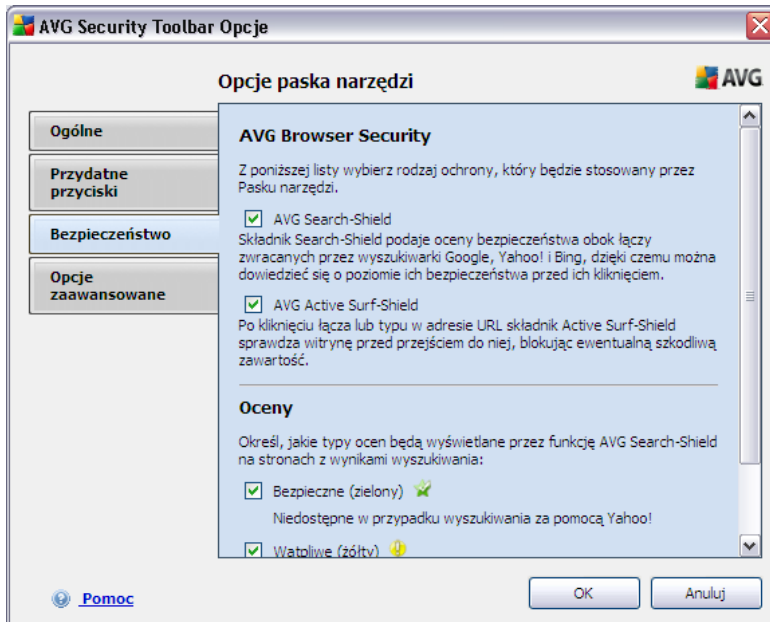 AVG Security Toolbar Opcje
Opcje paska narzędzi
AVG
Ogólne
Przydatne
przyciski
Bezpieczeństwo
Opcje
zaawansowane
AVG Browser Security
Z poniższej listy wybierz rodzaj ochrony, który będzie stosowany przez
Pasku narzędzi.
AVG Search-Shield
Składnik Search-Shield podaje oceny bezpieczeństwa obok łączy
zwracanych przez wyszukiwarki Google, Yahoo! i Bing, dzięki czemu można
dowiedzieć się o poziomie ich bezpieczeństwa przed ich kliknięciem.
AVG Active Surf-Shield
Po kliknięciu łącza lub typu w adresie URL składnik Active Surf-Shield
sprawdza witrynę przed przejściem do niej, blokując ewentualną szkodliwą
zawartość.
Oceny
Określ, jakie typy ocen będą wyświetlane przez funkcję AVG Search-Shield
na stronach z wynikami wyszukiwania:
Bezpieczne (zielony)
Niedostępne w przypadku wyszukiwania za pomocą Yahoo!
Wątpliwe (żółty)
Pomoc
OK
Anuluj